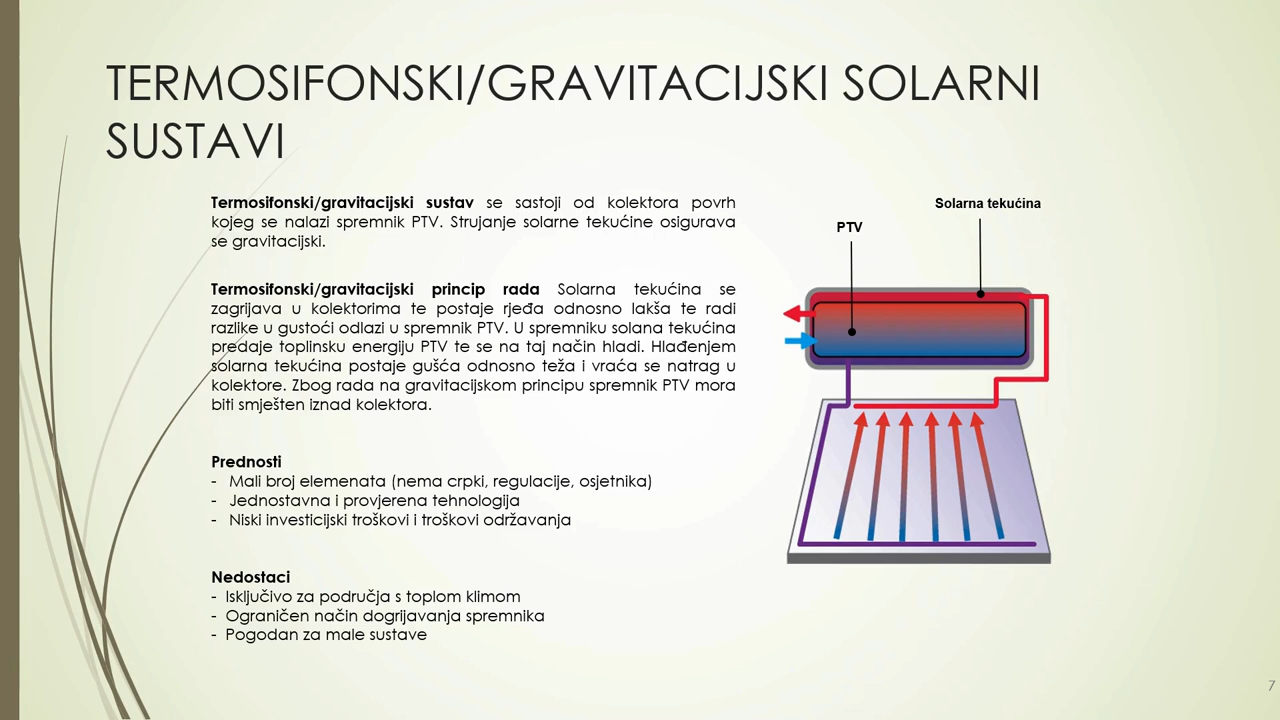 TERMOSIFONSKI/GRAVITACIJSKI SOLARNI
SUSTAVI
Termosifonski/gravitacijski sustav se sastoji od kolektora povrh
kojeg se nalazi spremnik PTV. Strujanje solarne tekućine osigurava
se gravitacijski.
Termosifonski/gravitacijski princip rada Solarna tekućina se
zagrijava u kolektorima te postaje rjeđa odnosno lakša te radi
razlike u gustoći odlazi u spremnik PTV. U spremniku solana tekućina
predaje toplinsku energiju PTV te se na taj način hladi. Hlađenjem
solarna tekućina postaje gušća odnosno teža i vraća se natrag u
kolektore. Zbog rada na gravitacijskom principu spremnik PTV mora
biti smješten iznad kolektora.
Prednosti
- Mali broj elemenata (nema crpki, regulacije, osjetnika)
- Jednostavna i provjerena tehnologija
- Niski investicijski troškovi i troškovi održavanja
Nedostaci
- Isključivo za područja s toplom klimom
- Ograničen način dogrijavanja spremnika
- Pogodan za male sustave
Solarna tekućina
PTV
7